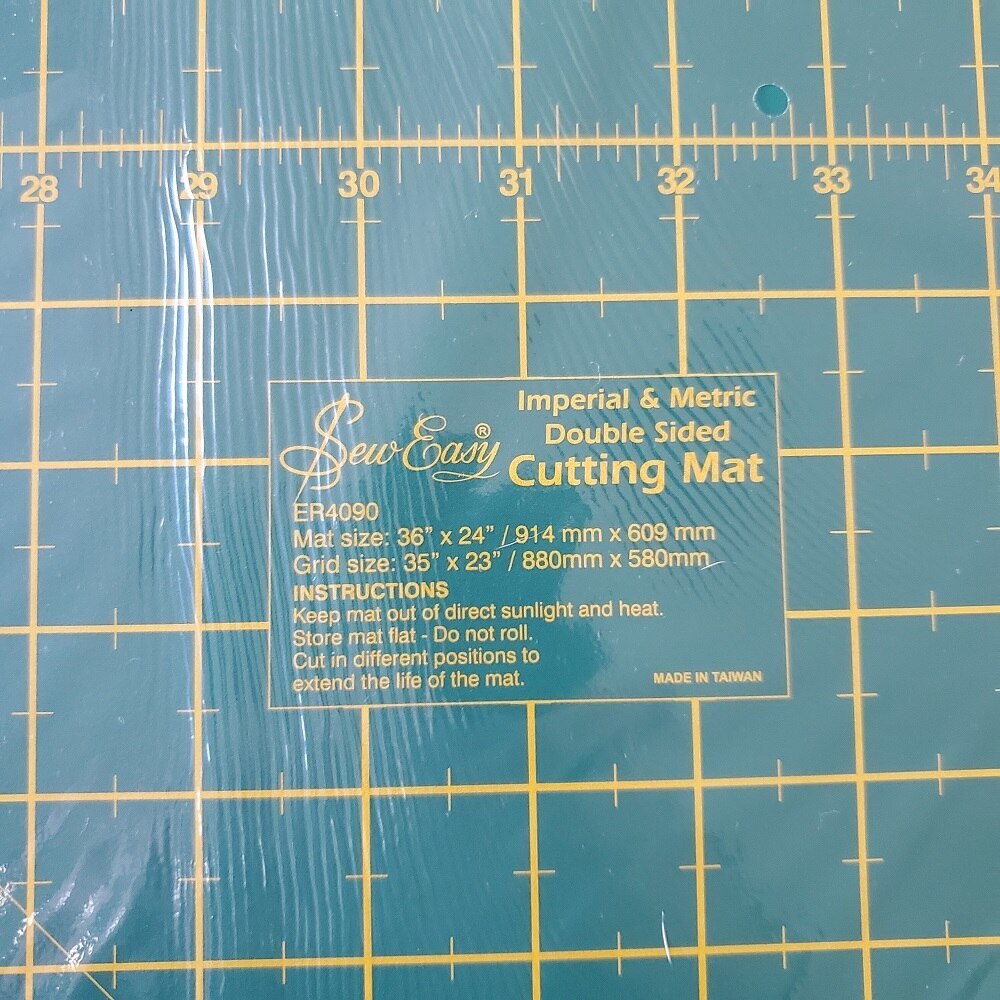 28 29 30 31 32 33 34
Sew Easy®
Imperial & Metric
Double Sided
Cutting Mat
ER4090
Mat size: 36” x 24” / 914 mm x 609 mm
Grid size: 35” x 23” / 880mm x 580mm
INSTRUCTIONS
Keep mat out of direct sunlight and heat.
Store mat flat - Do not roll.
Cut in different positions to
extend the life of the mat.
MADE IN TAIWAN